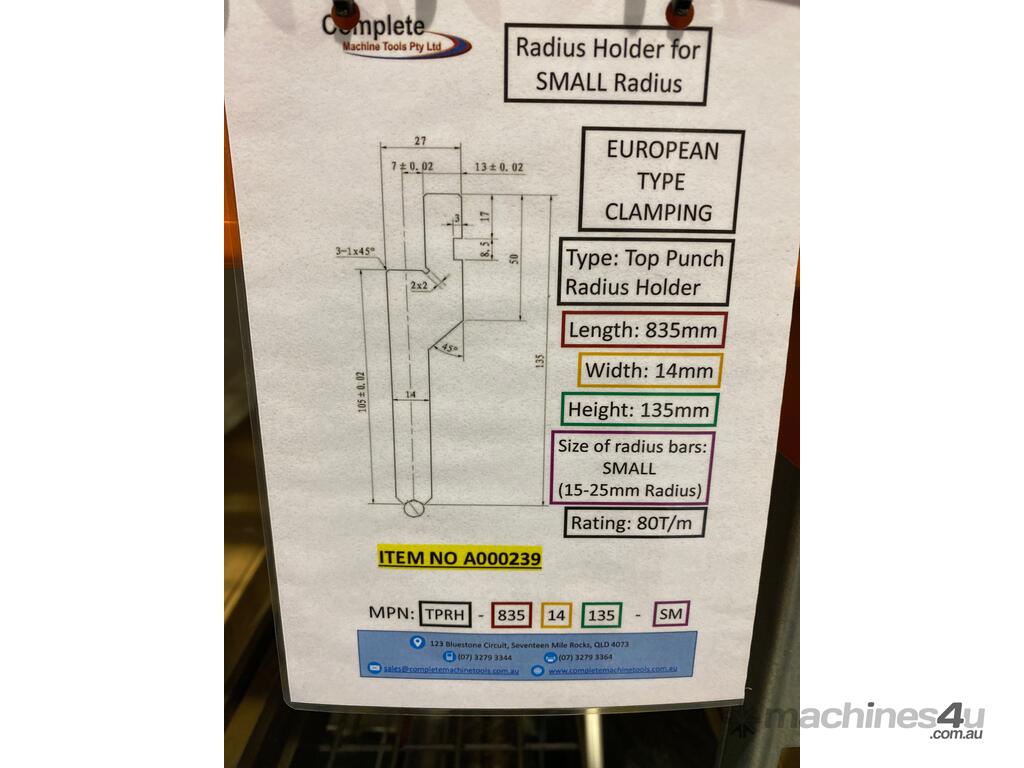 Complete
Machine Tools Pty Ltd
Radius Holder for
SMALL Radius
EUROPEAN
TYPE
CLAMPING
Type: Top Punch
Radius Holder
Length: 835mm
Width: 14mm
Height: 135mm
Size of radius bars:
SMALL
(15-25mm Radius)
Rating: 80T/m
27
7±0.02
13±0.02
3
17
8.5
50
3-1x45°
2x2
45°
135
105±0.02
14
ITEM NO A000239
MPN: TPRH - 835 14 135 - SM
123 Bluestone Circuit, Seventeen Mile Rocks, QLD 4073
(07) 3279 3344 (07) 3279 3364
sales@completemachinetools.com.au www.completemachinetools.com.au
machines4u
.com.au